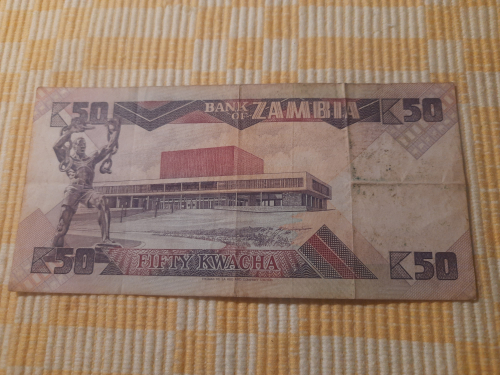 K50 BANK OF ZAMBIA K50
K50 FIFTY KWACHA K50